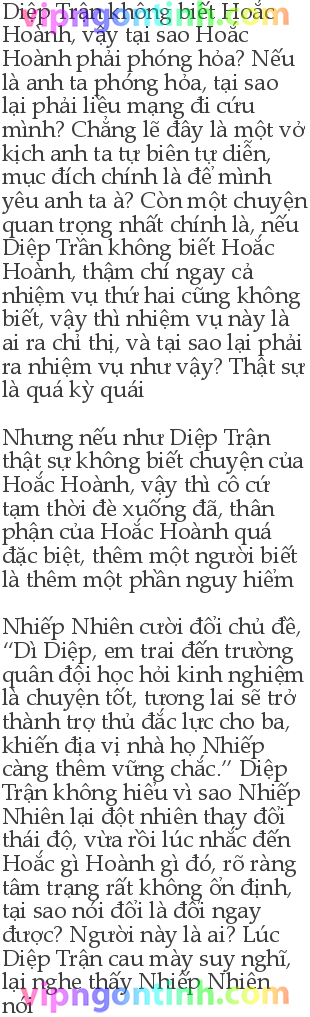 vipngontinh.com
Diệp Trận không biết Hoắc
Hoành, vậy tại sao Hoắc
Hoành phải phóng hỏa? Nếu
là anh ta phóng hỏa, tại sao
lại phải liều mạng đi cứu
mình? Chẳng lẽ đây là một vở
kịch anh ta tự biên tự diễn,
mục đích chính là để mình
yêu anh ta à? Còn một chuyện
quan trọng nhất chính là, nếu
Diệp Trần không biết Hoắc
Hoành, thậm chí ngay cả
nhiệm vụ thứ hai cũng không
biết, vậy thì nhiệm vụ này là
ai ra chỉ thị, và tại sao lại phải
ra nhiệm vụ như vậy? Thật sự
là quá kỳ quái
Nhưng nếu như Diệp Trận
thật sự không biết chuyện của
Hoắc Hoành, vậy thì cô cứ
tạm thời đè xuống đã, thân
phận của Hoắc Hoành quá
đặc biệt, thêm một người biết
là thêm một phần nguy hiểm
Nhiếp Nhiên cười đổi chủ đề,
“Dì Diệp, em trai đến trường
quân đội học hỏi kinh nghiệm
là chuyện tốt, tương lai sẽ trở
thành trợ thủ đắc lực cho ba,
khiến địa vị nhà họ Nhiếp
càng thêm vững chắc.” Diệp
Trận không hiểu vì sao Nhiếp
Nhiên lại đột nhiên thay đổi
thái độ, vừa rồi lúc nhắc đến
Hoắc gì Hoành gì đó, rõ ràng
tâm trạng rất không ổn định,
tại sao nói đổi là đổi ngay
được? Người này là ai? Lúc
Diệp Trận cau mày suy nghĩ,
lại nghe thấy Nhiếp Nhiên
nói
vipngontinh.com